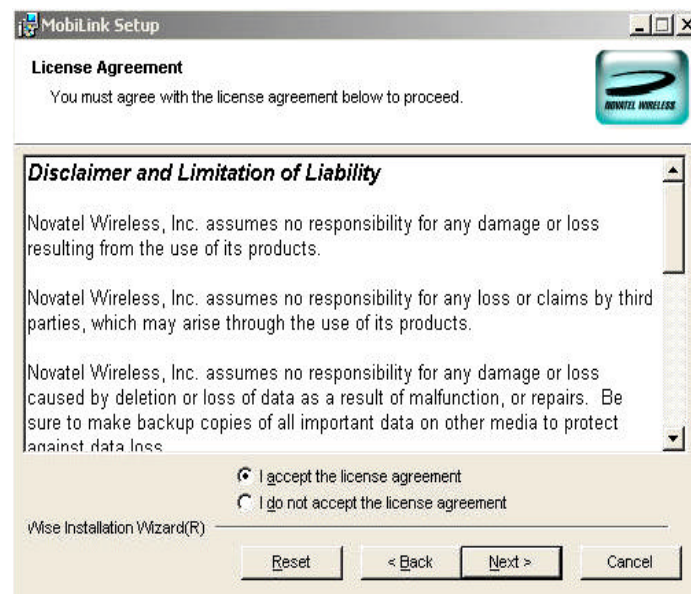 MobiLink Setup
License Agreement
You must agree with the license agreement below to proceed.
NOVATEL WIRELESS
Disclaimer and Limitation of Liability
Novatel Wireless, Inc. assumes no responsibility for any damage or loss
resulting from the use of its products.
Novatel Wireless, Inc. assumes no responsibility for any loss or claims by third
parties, which may arise through the use of its products.
Novatel Wireless, Inc. assumes no responsibility for any damage or loss
caused by deletion or loss of data as a result of malfunction, or repairs. Be
sure to make backup copies of all important data on other media to protect
against data loss
I accept the license agreement
I do not accept the license agreement
Wise Installation Wizard(R)
Reset
< Back
Next >
Cancel